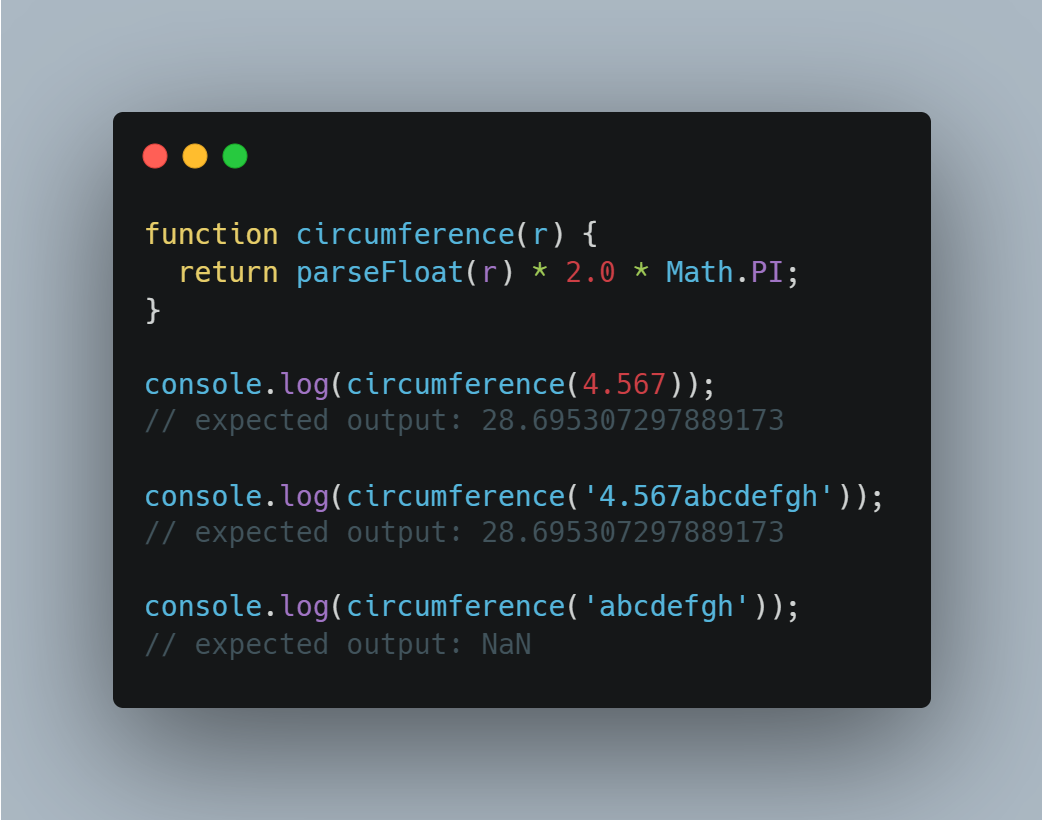 function circumference(r) {
  return parseFloat(r) * 2.0 * Math.PI;
}

console.log(circumference(4.567));
// expected output: 28.695307297889173

console.log(circumference('4.567abcdefgh'));
// expected output: 28.695307297889173

console.log(circumference('abcdefgh'));
// expected output: NaN